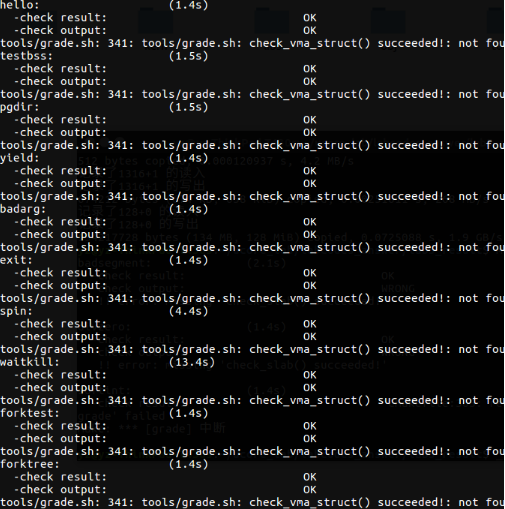 hello:                   (1.4s)
  -check result:                             OK
  -check output:                             OK
tools/grade.sh: 341: tools/grade.sh: check_vma_struct() succeeded!: not fou
testbss:                 (1.5s)
  -check result:                             OK
  -check output:                             OK
tools/grade.sh: 341: tools/grade.sh: check_vma_struct() succeeded!: not fou
pgdir:                   (1.5s)
  -check result:                             OK
  -check output:                             OK
tools/grade.sh: 341: tools/grade.sh: check_vma_struct() succeeded!: not fou
yield:                   (1.4s)
  -check result:                             OK
  -check output:                             OK
tools/grade.sh: 341: tools/grade.sh: check_vma_struct() succeeded!: not fou
badarg:                  (1.4s)
  -check result:                             OK
  -check output:                             OK
tools/grade.sh: 341: tools/grade.sh: check_vma_struct() succeeded!: not fou
exit:                    (1.4s)
  -check result:                             OK
  -check output:                             OK
tools/grade.sh: 341: tools/grade.sh: check_vma_struct() succeeded!: not fou
spin:                    (4.4s)
  -check result:                             OK
  -check output:                             OK
tools/grade.sh: 341: tools/grade.sh: check_vma_struct() succeeded!: not fou
waitkill:                (13.4s)
  -check result:                             OK
  -check output:                             OK
tools/grade.sh: 341: tools/grade.sh: check_vma_struct() succeeded!: not fou
forktest:                (1.4s)
  -check result:                             OK
  -check output:                             OK
tools/grade.sh: 341: tools/grade.sh: check_vma_struct() succeeded!: not fou
forktree:                (1.4s)
  -check result:                             OK
  -check output:                             OK
tools/grade.sh: 341: tools/grade.sh: check_vma_struct() succeeded!: not fou